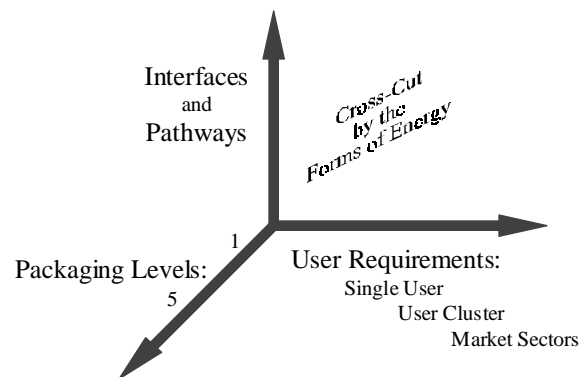 Interfaces
and
Pathways
Cross-Cut
by the
Forms of Energy
1
Packaging Levels:
5
User Requirements:
Single User
User Cluster
Market Sectors